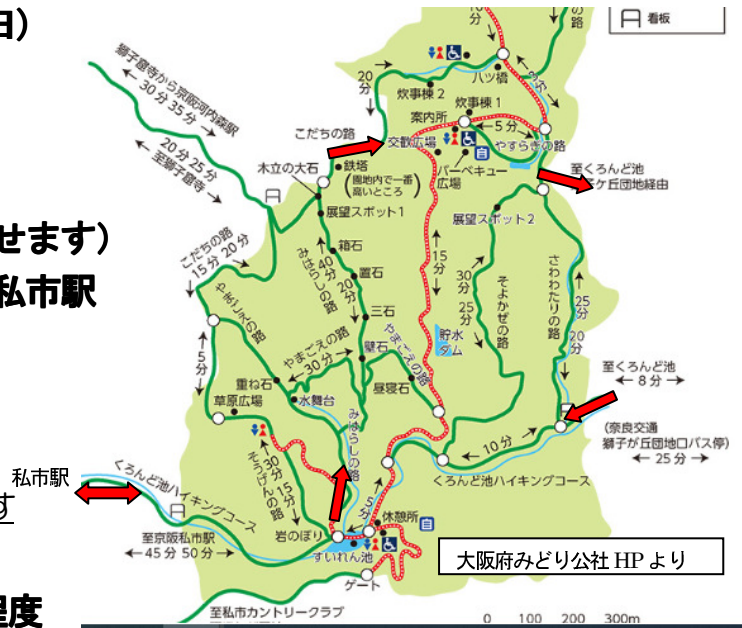 日）
看板
10分
の路
八ツ橋
20分
炊事棟2
炊事棟1
案内所
5分
5分
獅子窟寺から京阪河内森駅
30分 35分
こだちの路
交歓広場
やすらぎの路
20分 25分
至獅子窟寺
木立の大石
鉄塔
（園地内で一番高いところ）
バーベキュー広場
至くろんど池
ケ丘団地経由
展望スポット1
展望スポット2
せます）
こだちの路
15分 20分
箱石
みはらしの路
40分
20分
置石
15分
30分
25分
そよかぜの路
さわわたりの路
25分
20分
私市駅
やまごえの路
三石
やまごえの路
貯水ダム
5分
やまごえの路
30分
壁石
至くろんど池
8分
重ね石
昼寝石
草原広場
水舞台
みはらしの路
（奈良交通
獅子が丘団地口バス停）
25分
10分
私市駅
くろんど池ハイキングコース
そうげんの路
30分
15分
くろんど池ハイキングコース
す
5分
休憩所
至京阪私市駅
45分 50分
岩のぼり
すいれん池
大阪府みどり公社 HP より
ゲート
程度
至私市カントリークラブ
0 100 200 300m